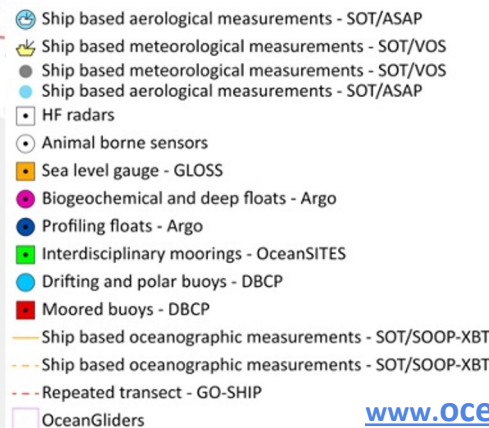 Ship based aerological measurements - SOT/ASAP
Ship based meteorological measurements - SOT/VOS
Ship based meteorological measurements - SOT/VOS
Ship based aerological measurements - SOT/ASAP
HF radars
Animal borne sensors
Sea level gauge - GLOSS
Biogeochemical and deep floats - Argo
Profiling floats - Argo
Interdisciplinary moorings - OceanSITES
Drifting and polar buoys - DBCP
Moored buoys - DBCP
Ship based oceanographic measurements - SOT/SOOP-XBT
Ship based oceanographic measurements - SOT/SOOP-XBT
Repeated transect - GO-SHIP
OceanGliders
www.oce